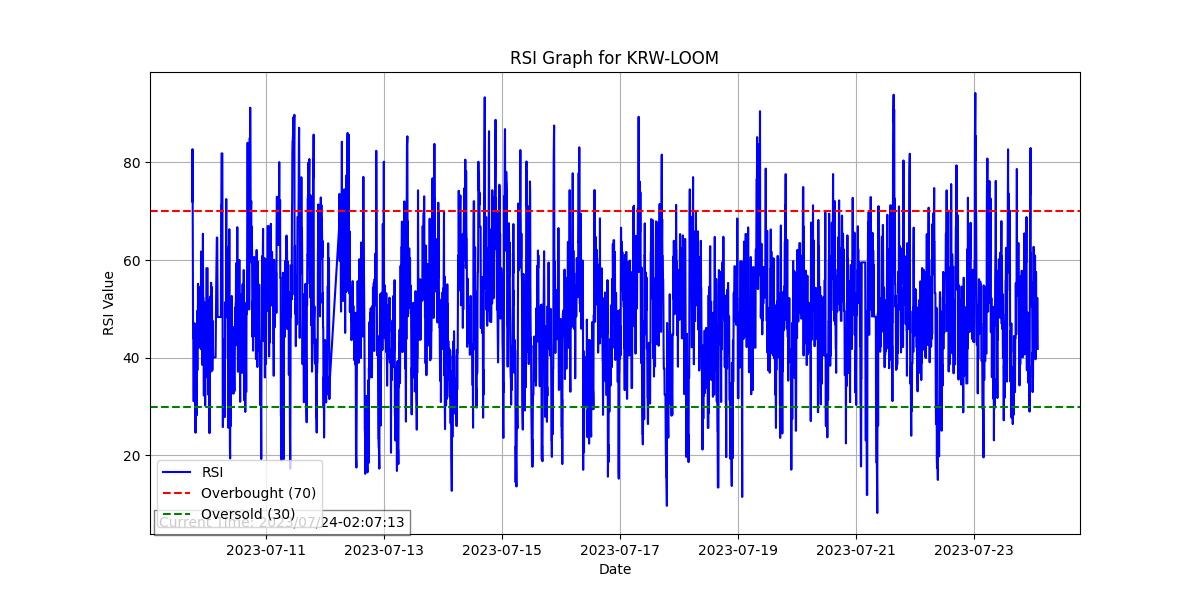 RSI Graph for KRW-LOOM
RSI Value
80
60
40
20
RSI
Overbought (70)
Oversold (30)
Current Time: 2023/07/24-02:07:13
2023-07-11 2023-07-13 2023-07-15 2023-07-17 2023-07-19 2023-07-21 2023-07-23
Date